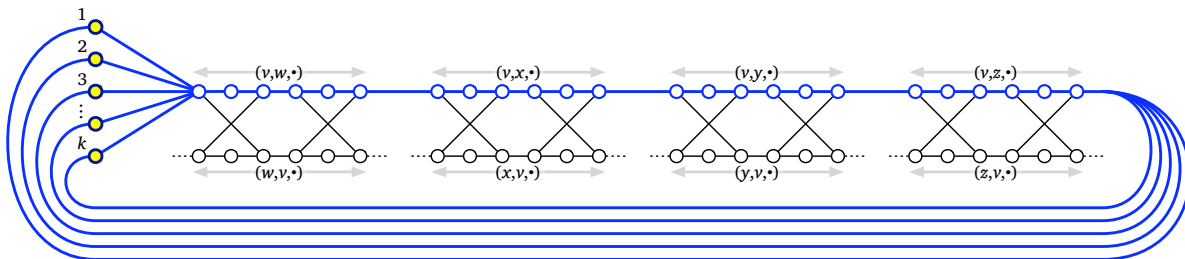 1
2
3
⋮
k
(v,w,•)
(v,x,•)
(v,y,•)
(v,z,•)
(w,v,•)
(x,v,•)
(y,v,•)
(z,v,•)